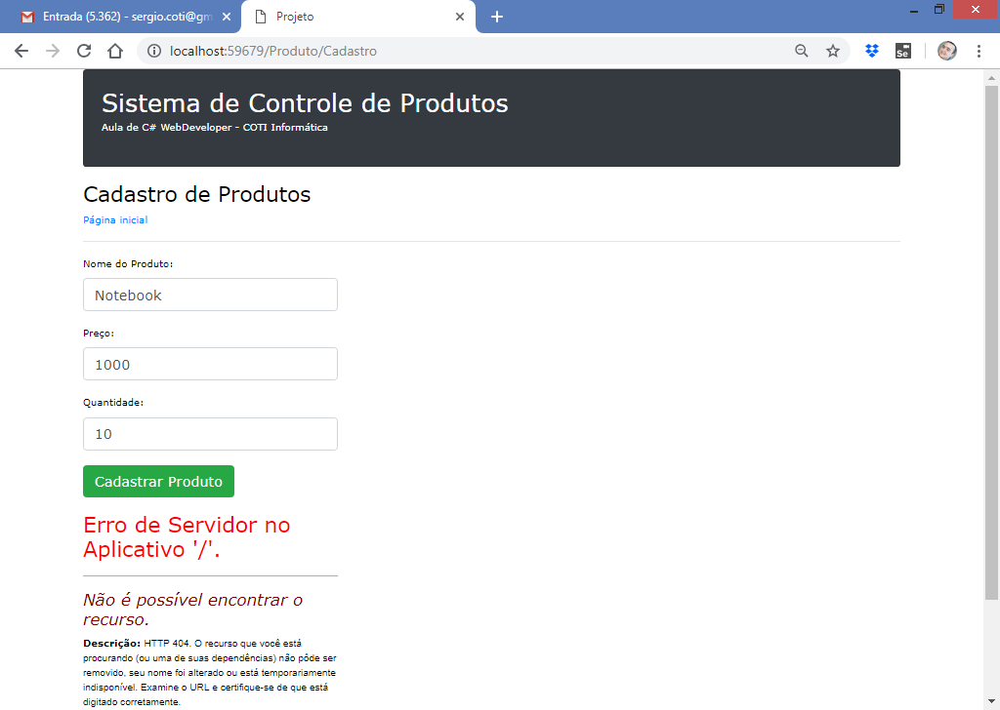 Entrada (5.362) - sergio.coti@gm
Projeto
localhost:59679/Produto/Cadastro
Se
Sistema de Controle de Produtos
Aula de C# WebDeveloper - COTI Informática
Cadastro de Produtos
Página inicial
Nome do Produto:
Notebook
Preço:
1000
Quantidade:
10
Cadastrar Produto
Erro de Servidor no
Aplicativo '/'.
Não é possível encontrar o
recurso.
Descrição: HTTP 404. O recurso que você está
procurando (ou uma de suas dependências) não pôde ser
removido, seu nome foi alterado ou está temporariamente
indisponível. Examine o URL e certifique-se de que está
digitado corretamente.